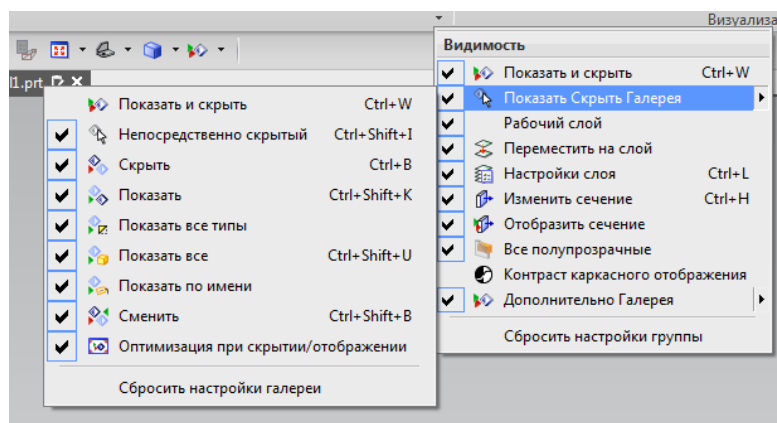 Визуализа
l1.prt
Видимость
Показать и скрыть Ctrl+W
Показать Скрыть Галерея
Рабочий слой
Переместить на слой
Настройки слоя Ctrl+L
Изменить сечение Ctrl+H
Отобразить сечение
Все полупрозрачные
Контраст каркасного отображения
Дополнительно Галерея
Сбросить настройки группы
Показать и скрыть Ctrl+W
Непосредственно скрытый Ctrl+Shift+I
Скрыть Ctrl+B
Показать Ctrl+Shift+K
Показать все типы
Показать все Ctrl+Shift+U
Показать по имени
Сменить Ctrl+Shift+B
Оптимизация при скрытии/отображении
Сбросить настройки галереи